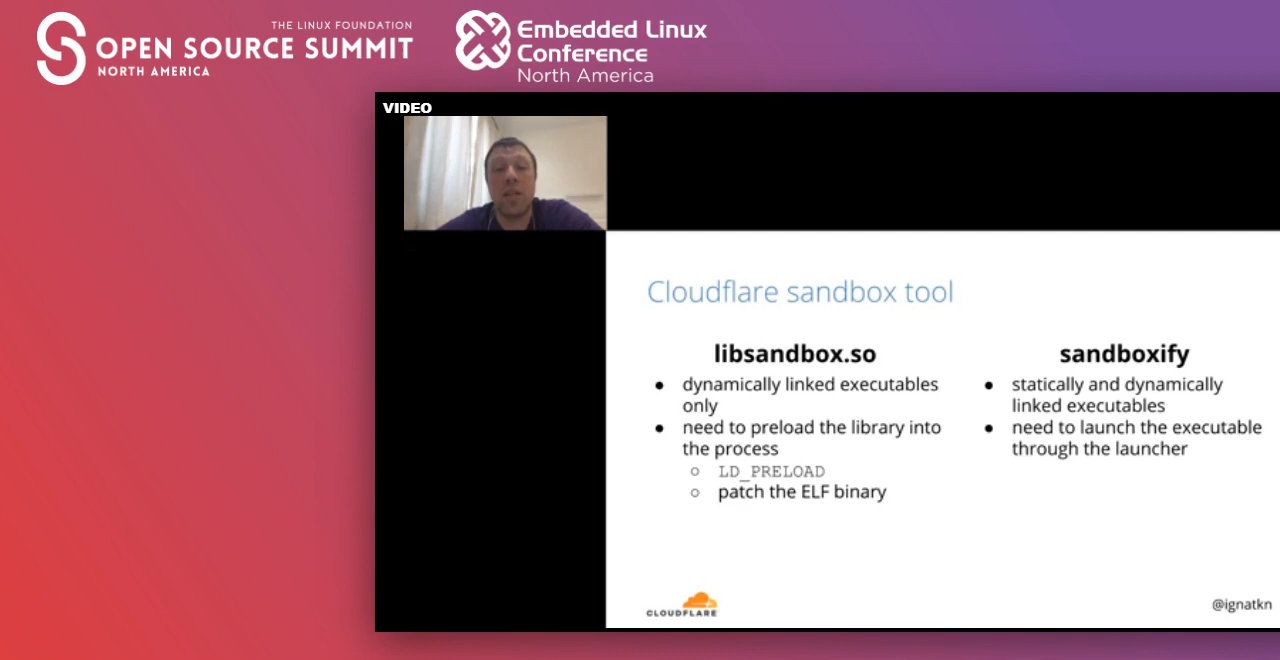 THE LINUX FOUNDATION
OPEN SOURCE SUMMIT
NORTH AMERICA
Embedded Linux
Conference
North America
VIDEO
Cloudflare sandbox tool
libsandbox.so
● dynamically linked executables
only
● need to preload the library into
the process
○ LD_PRELOAD
○ patch the ELF binary
sandboxify
● statically and dynamically
linked executables
● need to launch the executable
through the launcher
CLOUDFLARE
@ignatkn